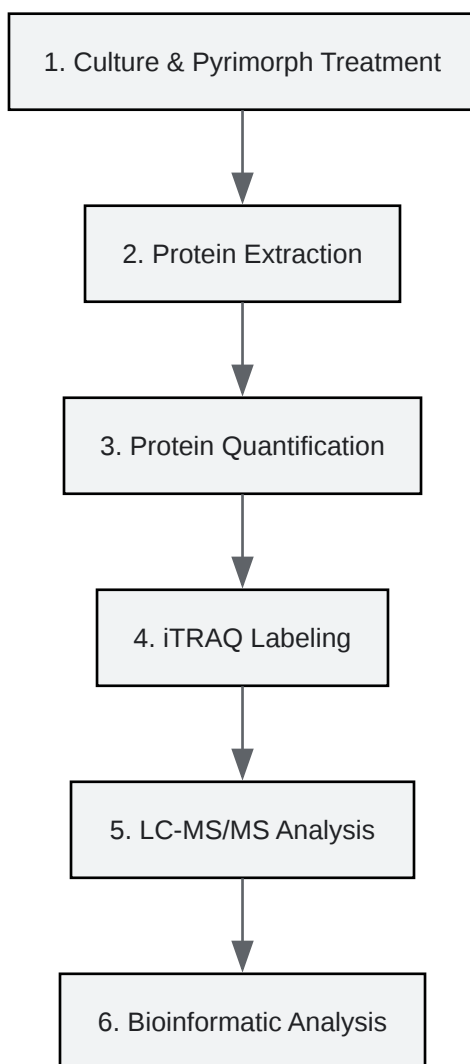 1. Culture & Pyrimorph Treatment
2. Protein Extraction
3. Protein Quantification
4. iTRAQ Labeling
5. LC-MS/MS Analysis
6. Bioinformatic Analysis